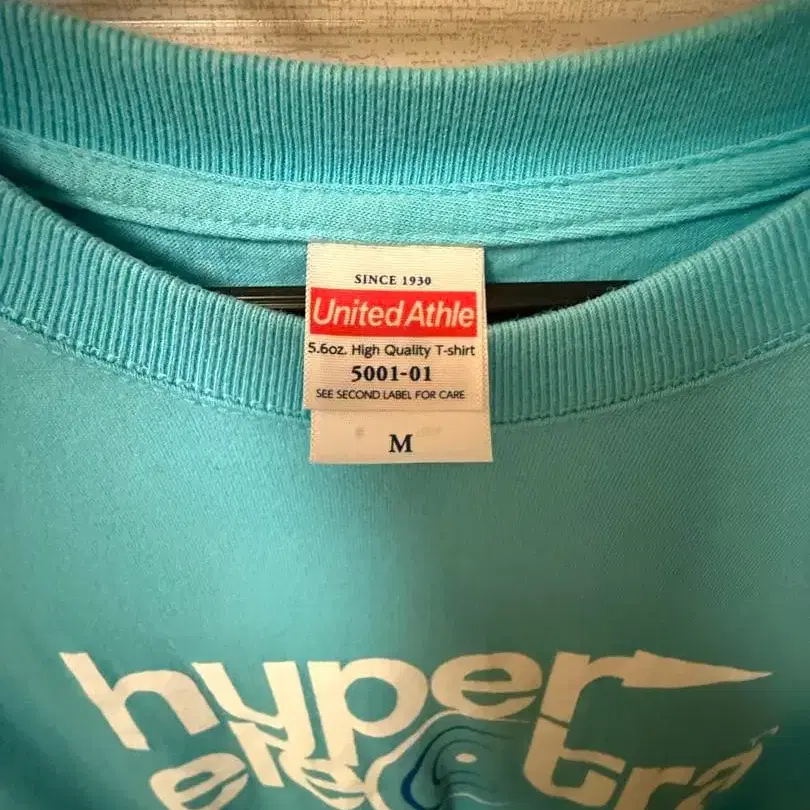 SINCE 1930
United Athle
5.6oz. High Quality T-shirt
5001-01
SEE SECOND LABEL FOR CARE
M
hyper